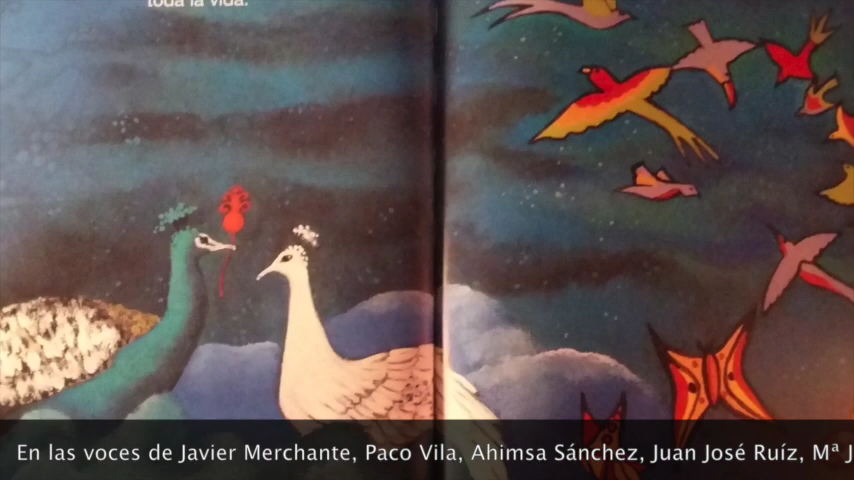 toda la vida.
En las voces de Javier Merchante, Paco Vila, Ahimsa Sánchez, Juan José Ruíz, Mª J